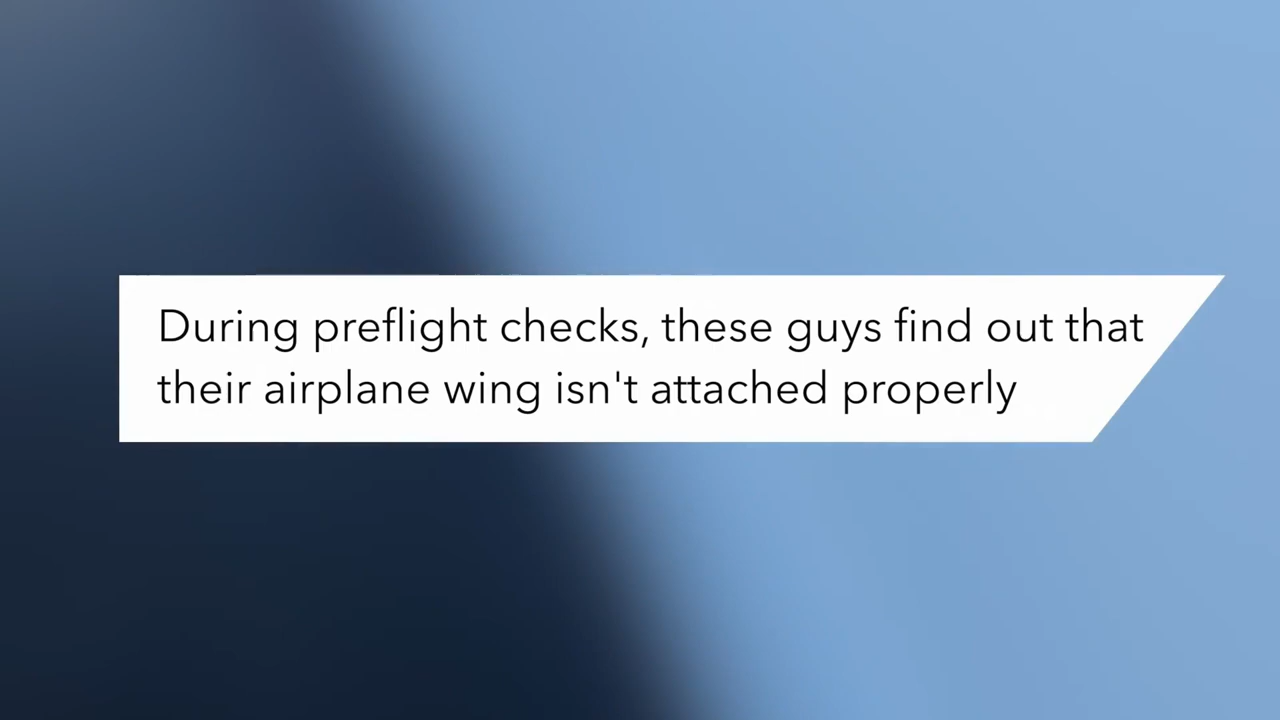 During preflight checks, these guys find out that
their airplane wing isn't attached properly